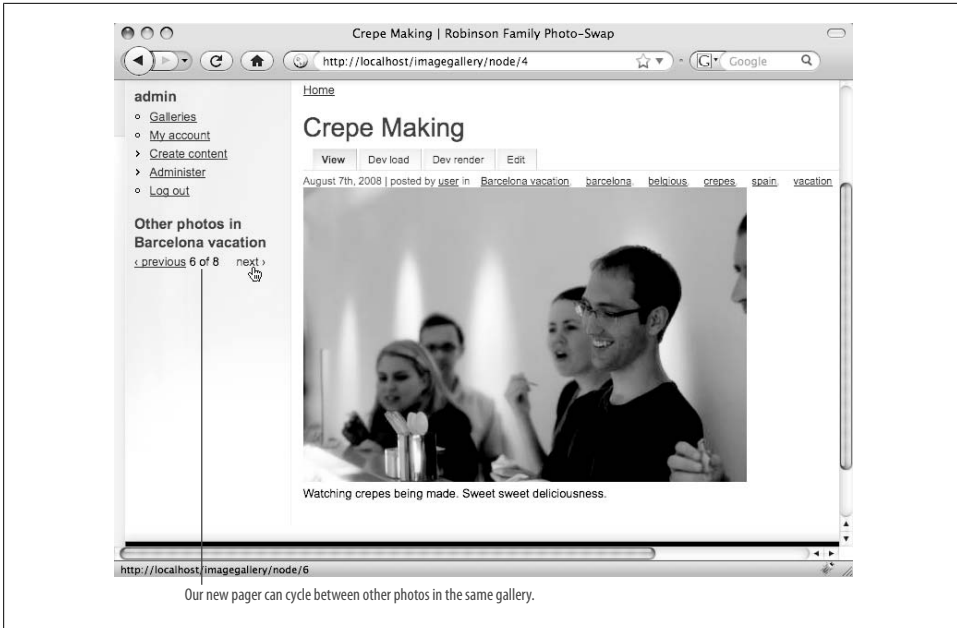 Crepe Making | Robinson Family Photo-Swap
http://localhost/imagegallery/node/4
G Google
admin
Galleries
My account
Create content
Administer
Log out
Other photos in
Barcelona vacation
‹ previous 6 of 8 next ›
Home
Crepe Making
View Dev load Dev render Edit
August 7th, 2008 | posted by user in Barcelona vacation, barcelona, belgious, crepes, spain, vacation
Watching crepes being made. Sweet sweet deliciousness.
http://localhost/imagegallery/node/6
Our new pager can cycle between other photos in the same gallery.